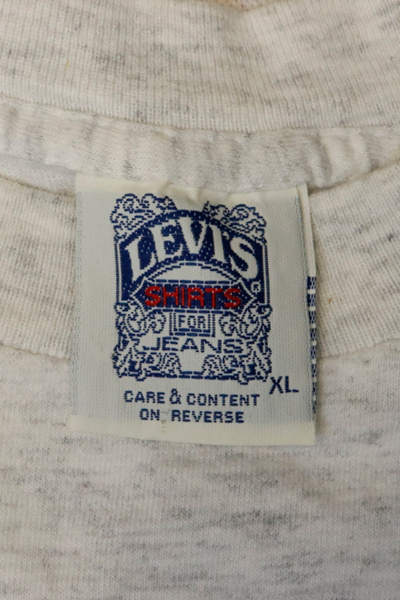 LEVI'S ®
SHIRTS
FOR
JEANS
XL
CARE & CONTENT
ON REVERSE